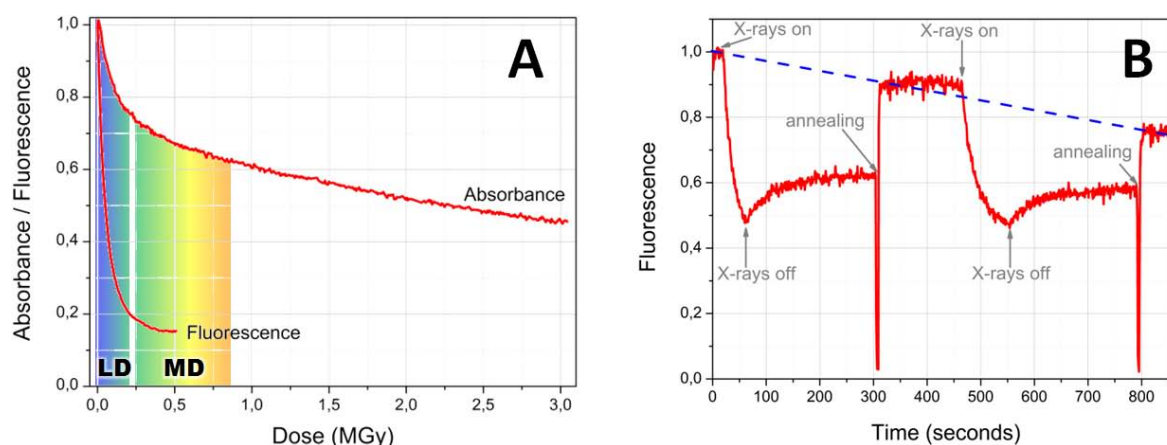 A
Absorbance / Fluorescence
1,0
0,8
0,6
0,4
0,2
0,0
Absorbance
Fluorescence
LD MD
0,0 0,5 1,0 1,5 2,0 2,5 3,0
Dose (MGy)
B
Fluorescence
1,0
0,8
0,6
0,4
0,2
0,0
X-rays on
X-rays on
annealing
annealing
X-rays off
X-rays off
0 100 200 300 400 500 600 700 800
Time (seconds)